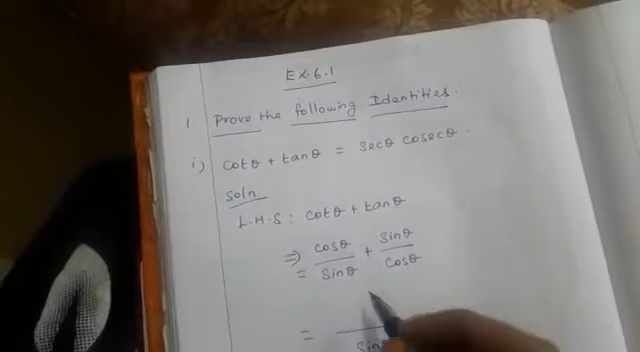 Ex.6.1
1 Prove the following Identities.
i) cotθ + tanθ = secθ cosecθ.
Soln
L.H.S : cotθ + tanθ
⇒ cosθ/sinθ + sinθ/cosθ
=
=